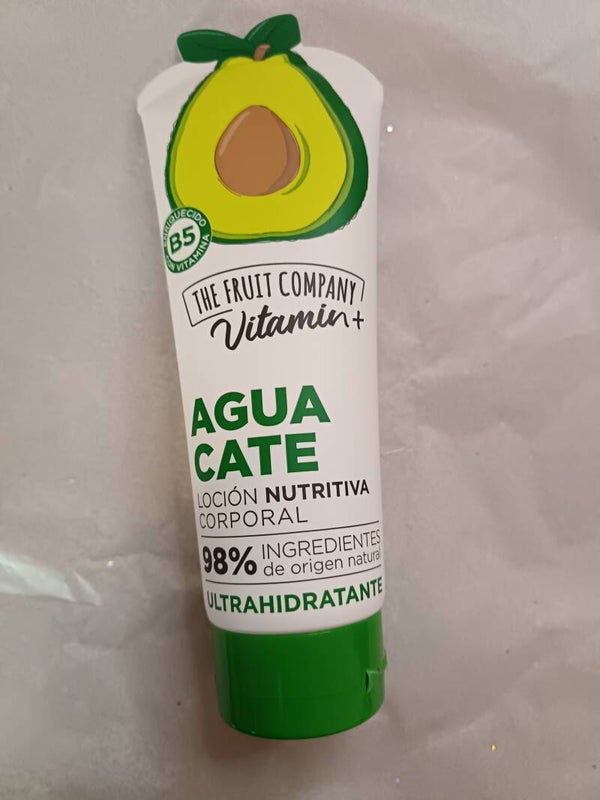 ENRIQUECIDO
B5
CON VITAMINA
THE FRUIT COMPANY
Vitamin+
AGUA
CATE
LOCIÓN NUTRITIVA
CORPORAL
98% INGREDIENTES
de origen natural
ULTRAHIDRATANTE